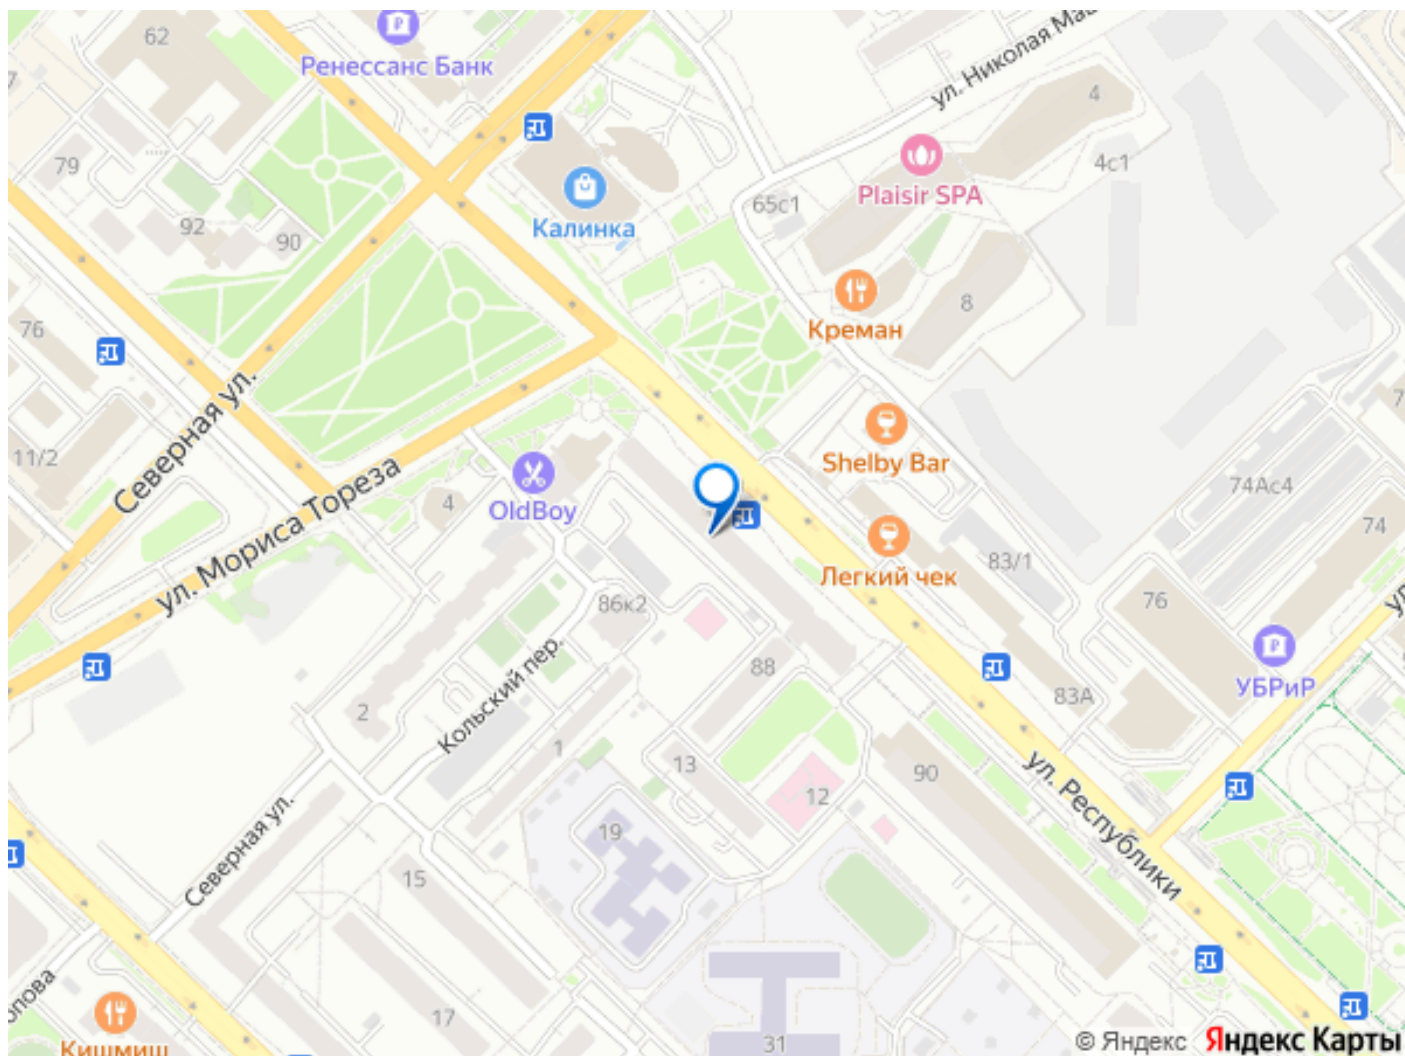 62
Ренессанс Банк
ул. Николая
4
79
4с1
Plaisir SPA
65с1
92
90
Калинка
8
76
Креман
Северная ул.
11/2
Shelby Bar
ул. Мориса Тореза
4
OldBoy
74Ас4
74
83/1
Легкий чек
86к2
76
Кольский пер.
88
УБРиР
83А
2
1
13
90
ул. Республики
12
Северная ул.
19
15
17
31
Кишмиш
© Яндекс Яндекс Карты